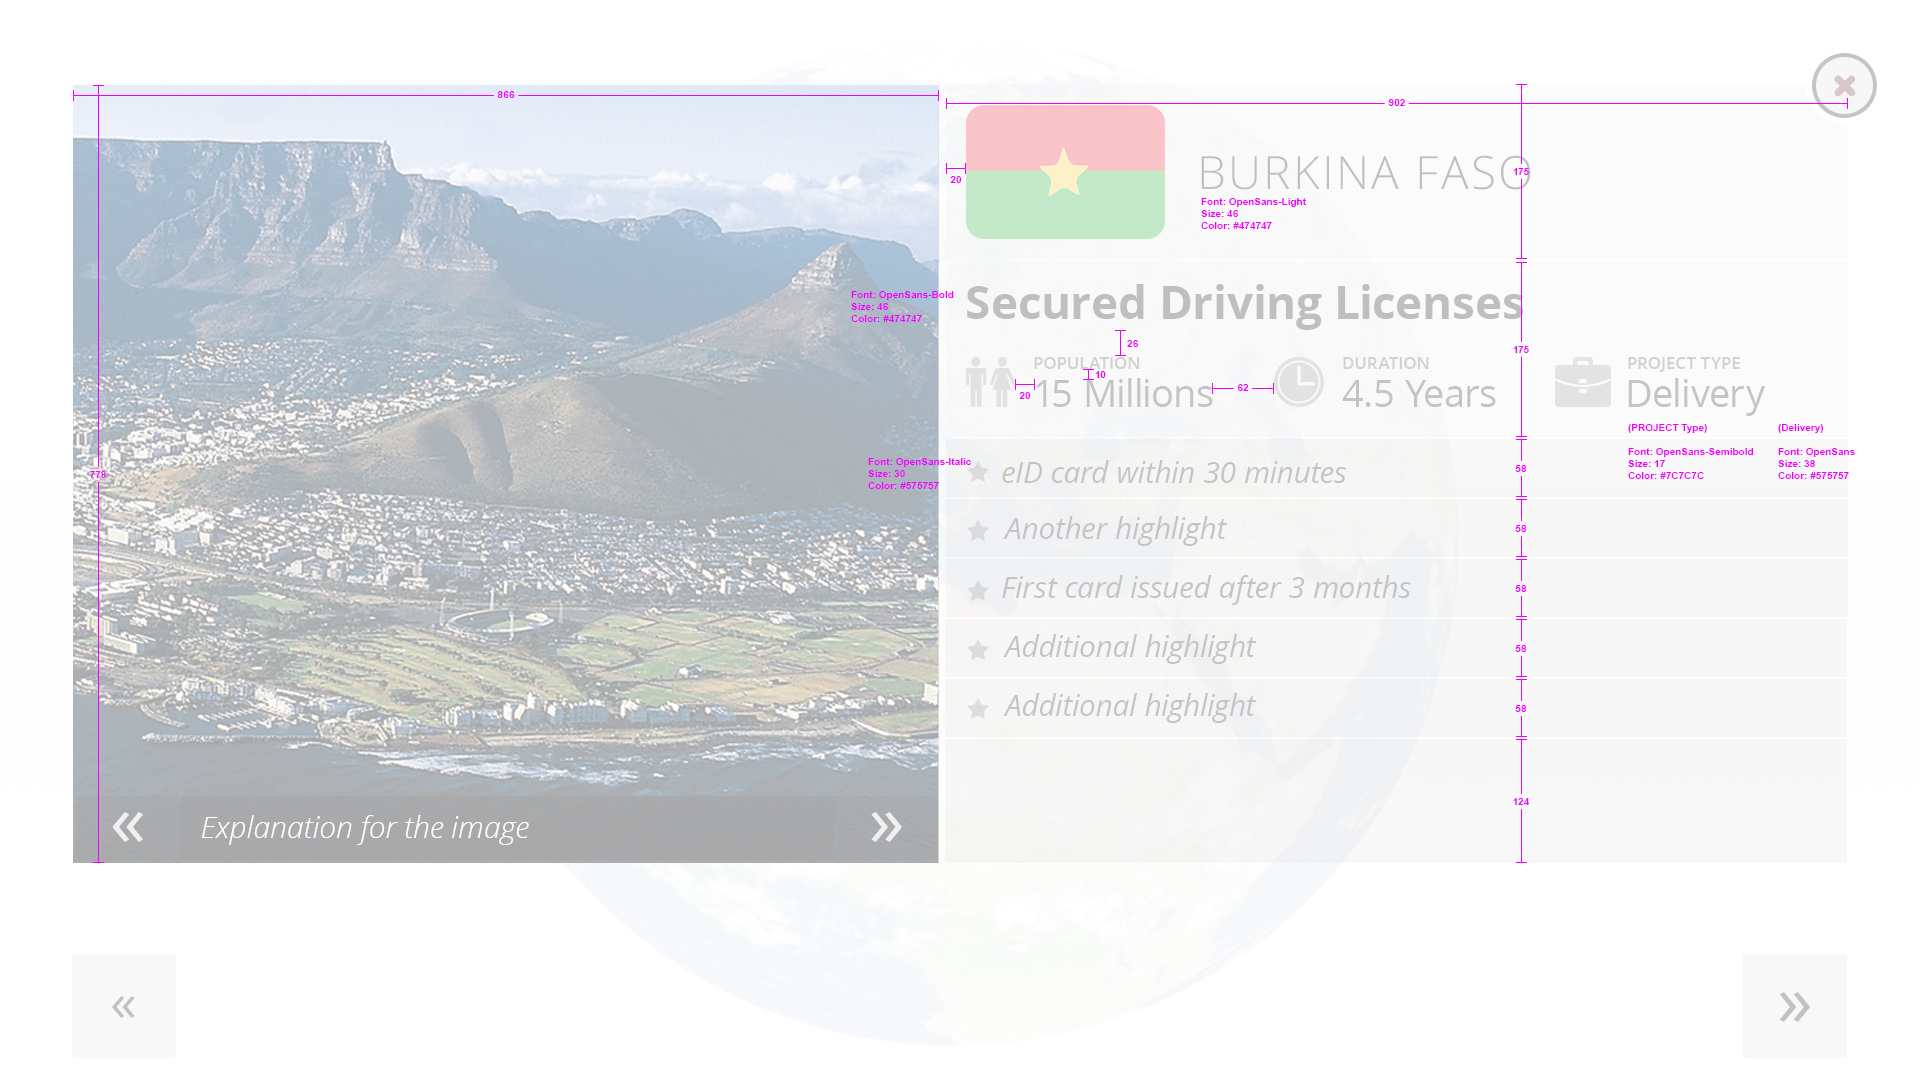 866
902
20
BURKINA FASO
175
Font: OpenSans-Light
Size: 46
Color: #474747
Font: OpenSans-Bold
Size: 46
Color: #474747
Secured Driving Licenses
26
175
POPULATION
15 Millions
10
20
62
DURATION
4.5 Years
PROJECT TYPE
Delivery
(PROJECT Type)
Font: OpenSans-Semibold
Size: 17
Color: #7C7C7C
(Delivery)
Font: OpenSans
Size: 38
Color: #575757
778
Font: OpenSans-Italic
Size: 30
Color: #575757
eID card within 30 minutes
58
Another highlight
58
First card issued after 3 months
58
Additional highlight
58
Additional highlight
58
124
Explanation for the image